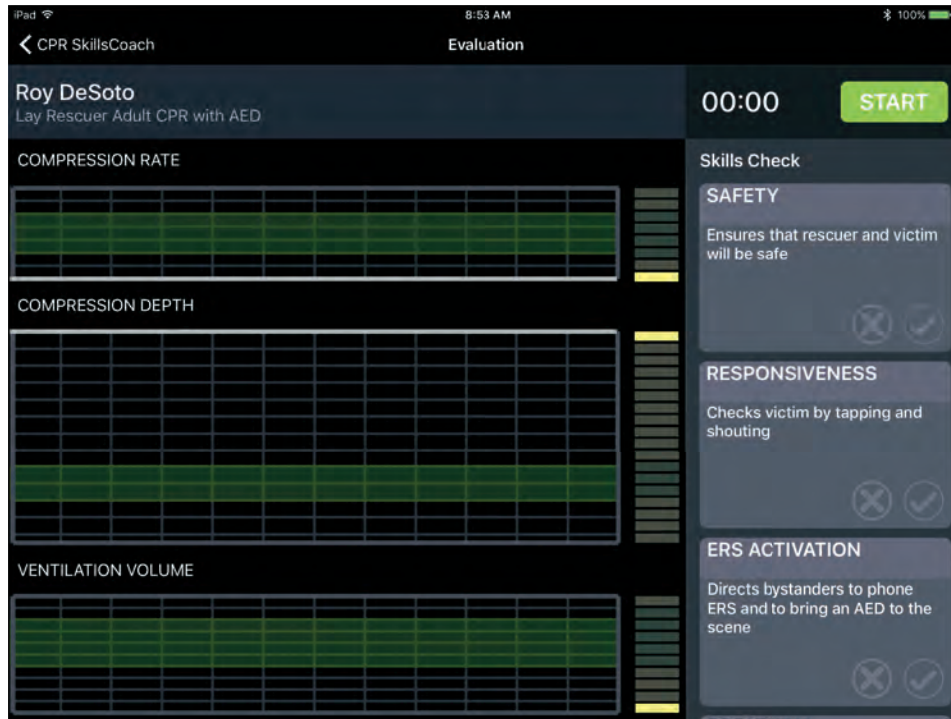 iPad 8:53 AM 100%
CPR SkillsCoach Evaluation
Roy DeSoto
Lay Rescuer Adult CPR with AED
00:00 START
COMPRESSION RATE
COMPRESSION DEPTH
VENTILATION VOLUME
Skills Check
SAFETY
Ensures that rescuer and victim
will be safe
RESPONSIVENESS
Checks victim by tapping and
shouting
ERS ACTIVATION
Directs bystanders to phone
ERS and to bring an AED to the
scene